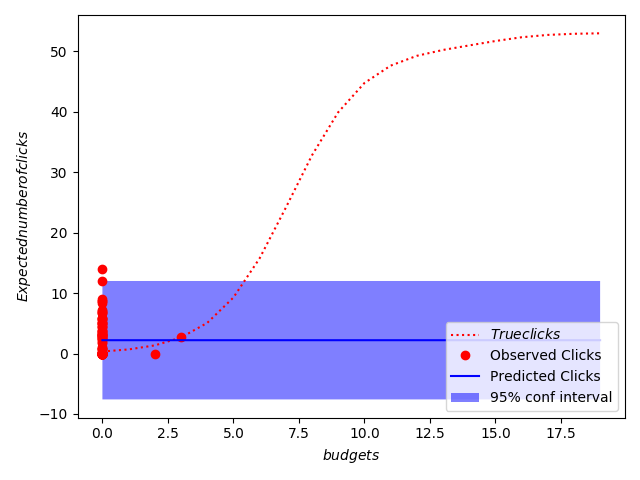 50
40
30
20
10
0
−10
Expectednumberofclicks
Trueclicks
Observed Clicks
Predicted Clicks
95% conf interval
0.0 2.5 5.0 7.5 10.0 12.5 15.0 17.5
budgets